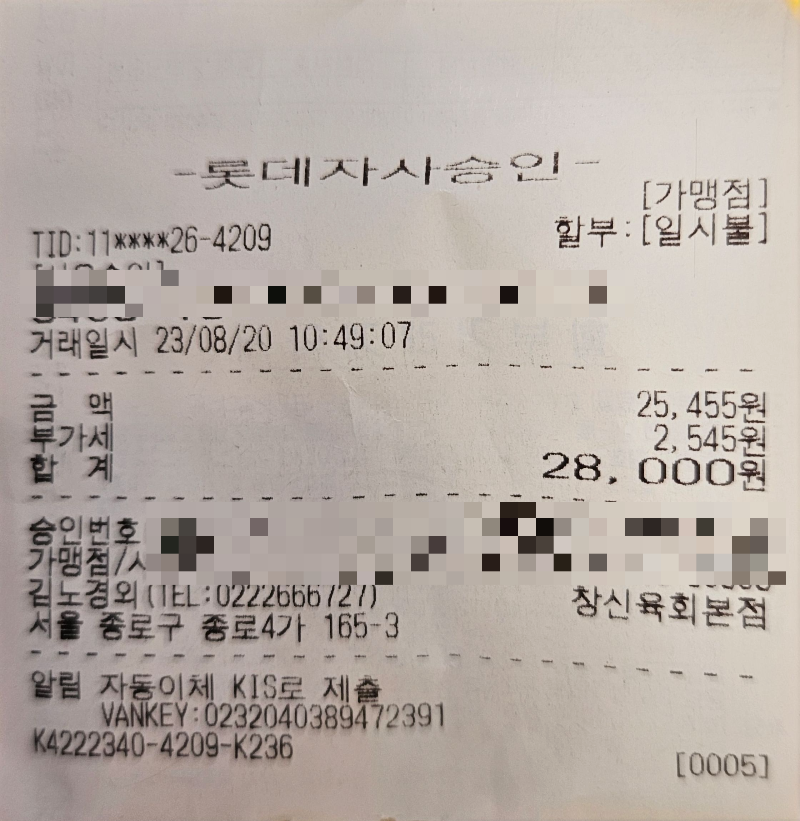 -롯데자사승인-
[가맹점]
TID:11****26-4209 할부:[일시불]
거래일시 23/08/20 10:49:07
금 액 25,455원
부가세 2,545원
합 계 28,000원
승인번호
가맹점/
김노경외(TEL:0222666727) 창신육회본점
서울 종로구 종로4가 165-3
알림 자동이체 KIS로 제출
VANKEY:0232040389472391
K4222340-4209-K236
[0005]